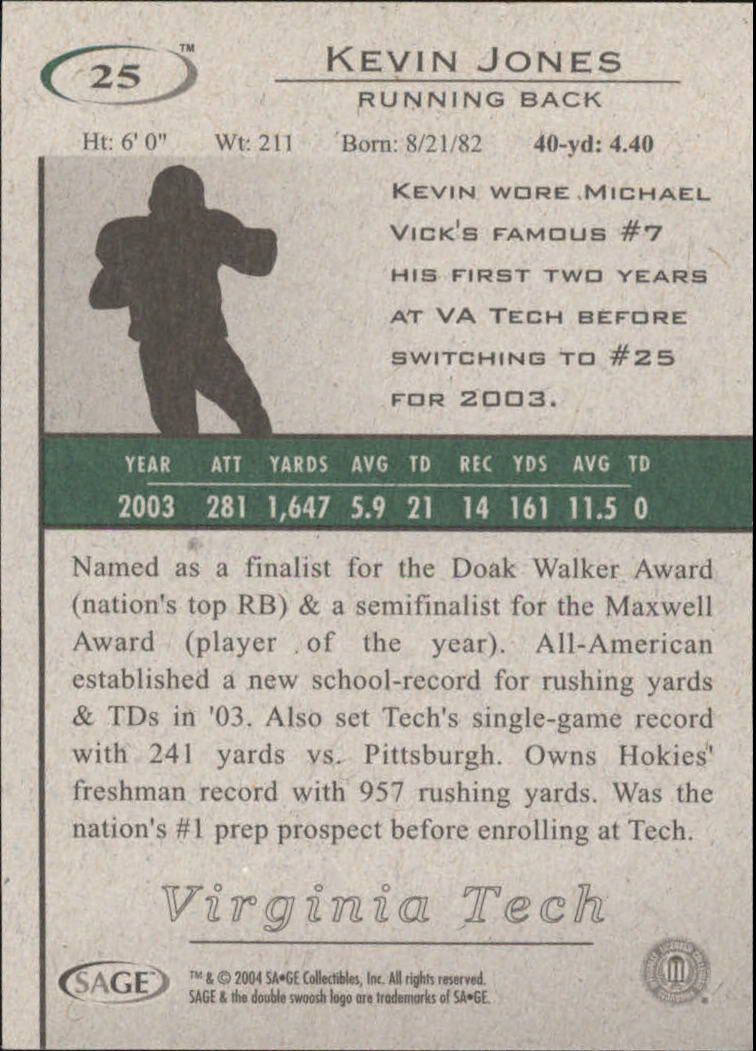 25 ™
KEVIN JONES
RUNNING BACK
Ht: 6' 0" Wt: 211 Born: 8/21/82 40-yd: 4.40
KEVIN WORE MICHAEL
VICK'S FAMOUS #7
HIS FIRST TWO YEARS
AT VA TECH BEFORE
SWITCHING TO #25
FOR 2003.
YEAR ATT YARDS AVG TD REC YDS AVG TD
2003 281 1,647 5.9 21 14 161 11.5 0
Named as a finalist for the Doak Walker Award
(nation's top RB) & a semifinalist for the Maxwell
Award (player of the year). All-American
established a new school-record for rushing yards
& TDs in '03. Also set Tech's single-game record
with 241 yards vs. Pittsburgh. Owns Hokies'
freshman record with 957 rushing yards. Was the
nation's #1 prep prospect before enrolling at Tech.
Virginia Tech
SAGE™
™ & © 2004 SA•GE Collectibles, Inc. All rights reserved.
SAGE & the double swoosh logo are trademarks of SA•GE.